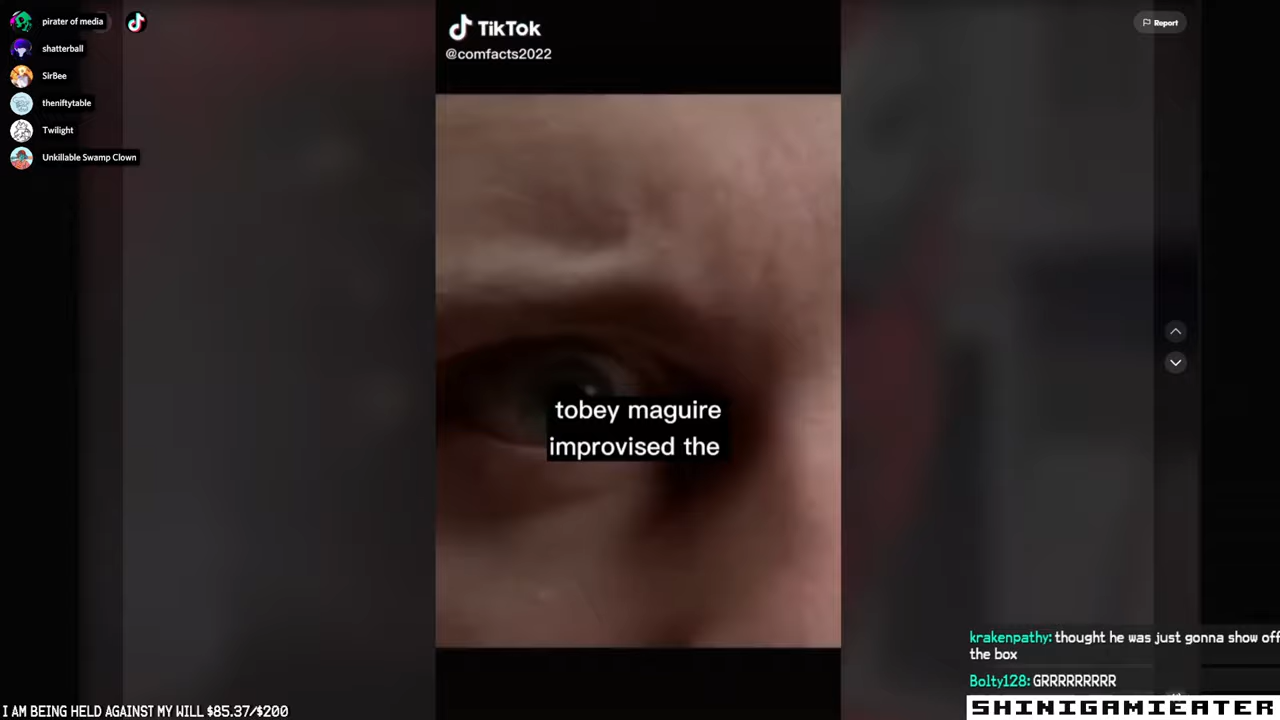 pirater of media
shatterball
SirBee
theniftytable
Twilight
Unkillable Swamp Clown
TikTok
@comfacts2022
Report
tobey maguire
improvised the
krakenpathy: thought he was just gonna show off
the box
Bolty128: GRRRRRRRRR
I AM BEING HELD AGAINST MY WILL $85.37/$200
SHINIGAMIEATER